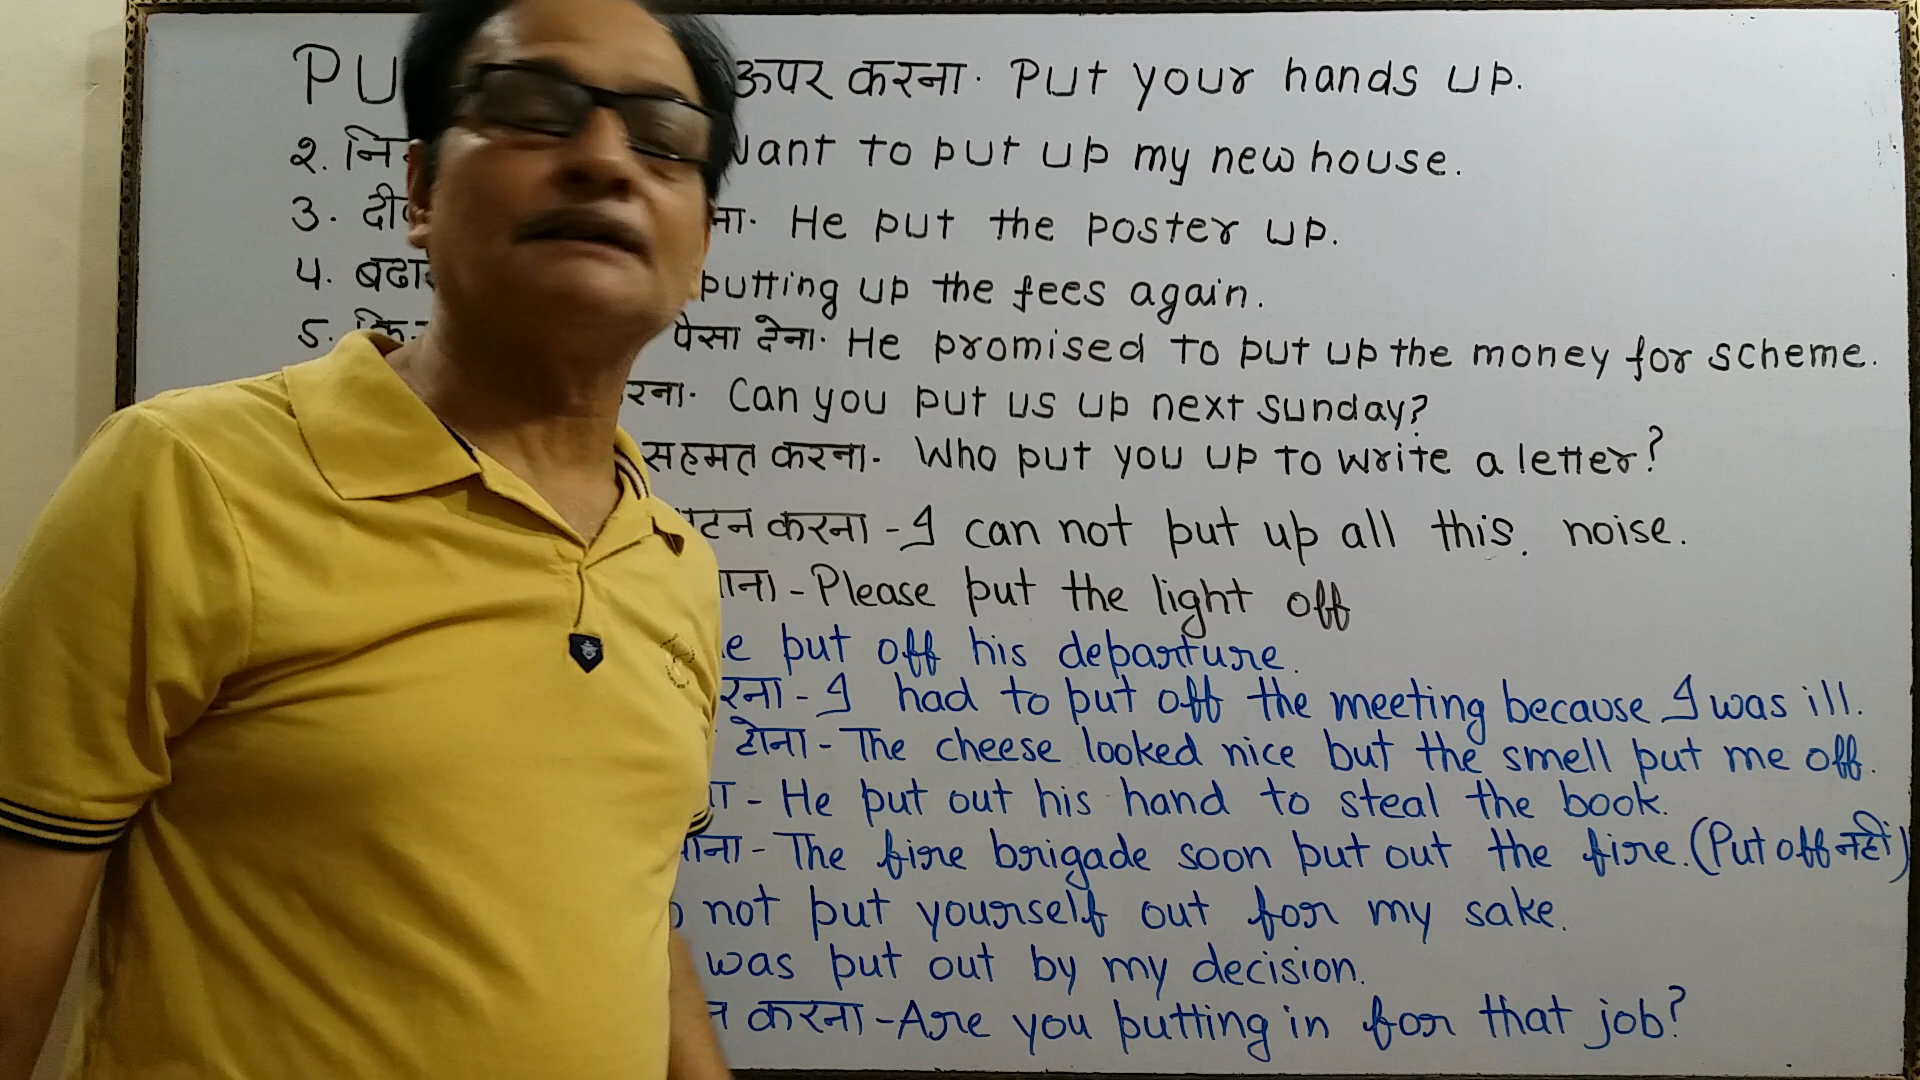 ऊपर करना. Put your hands up.
२. want to put up my new house.
3. He put the poster up.
4. putting up the fees again.
5. पैसा देना. He promised to put up the money for scheme.
Can you put us up next sunday?
सहमत करना. Who put you up to write a letter?
करना - I can not put up all this. noise.
Please put the light off
put off his departure.
I had to put off the meeting because I was ill.
होना - The cheese looked nice but the smell put me off.
He put out his hand to steal the book.
The fire brigade soon put out the fire. (Put off नहीं)
not put yourself out for my sake.
was put out by my decision.
करना - Are you putting in for that job?